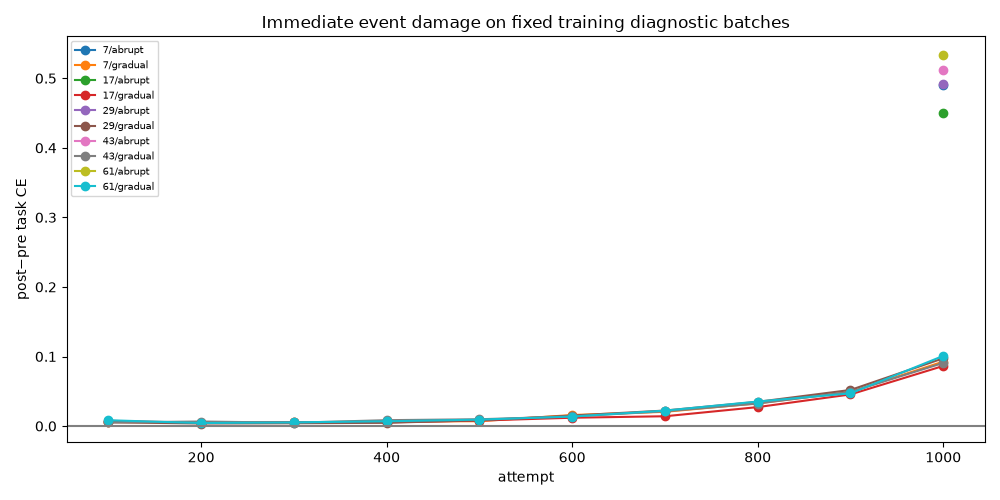 Immediate event damage on fixed training diagnostic batches
7/abrupt
7/gradual
17/abrupt
17/gradual
29/abrupt
29/gradual
43/abrupt
43/gradual
61/abrupt
61/gradual
post−pre task CE
0.5
0.4
0.3
0.2
0.1
0.0
200
400
600
800
1000
attempt